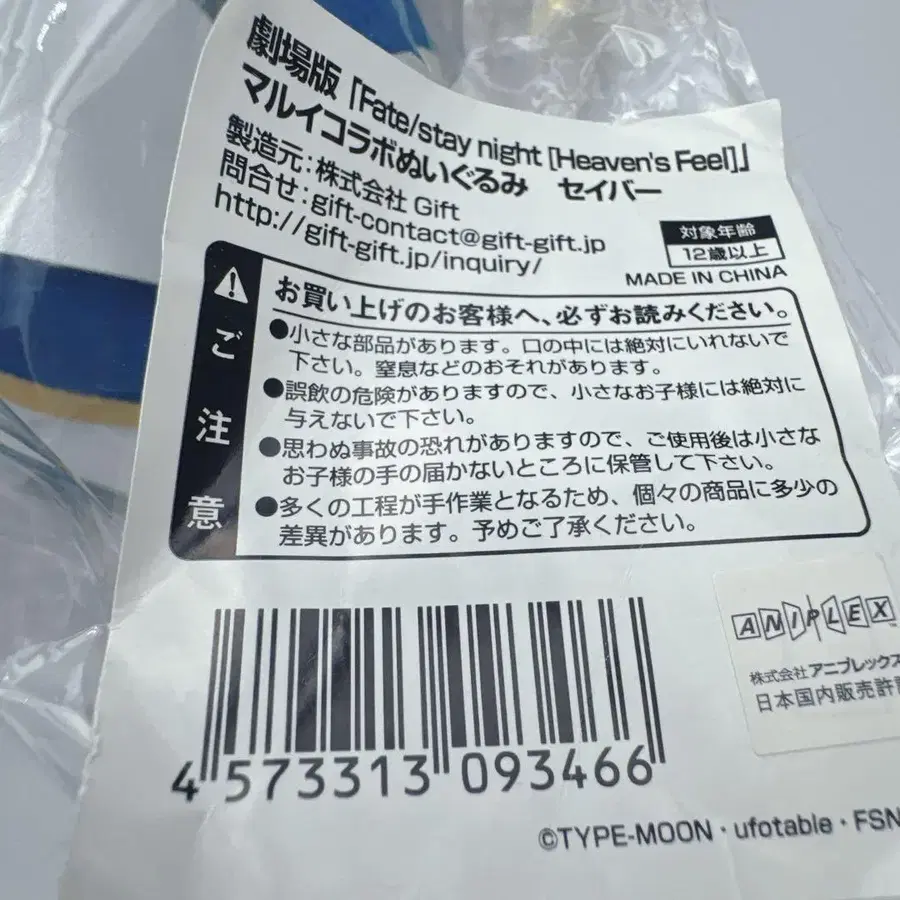 劇場版「Fate/stay night [Heaven's Feel]」
マルイコラボぬいぐるみ　セイバー
製造元：株式会社 Gift
問合せ：gift-contact@gift-gift.jp
http://gift-gift.jp/inquiry/
対象年齢
12歳以上
MADE IN CHINA
ご注意
お買い上げのお客様へ、必ずお読みください。
●小さな部品があります。口の中には絶対にいれないで
下さい。窒息などのおそれがあります。
●誤飲の危険がありますので、小さなお子様には絶対に
与えないで下さい。
●思わぬ事故の恐れがありますので、ご使用後は小さな
お子様の手の届かないところに保管して下さい。
●多くの工程が手作業となるため、個々の商品に多少の
差異があります。予めご了承ください。
ANIPLEX
株式会社アニプレックス
日本国内販売許
4 573313 093466
©TYPE-MOON・ufotable・FSN